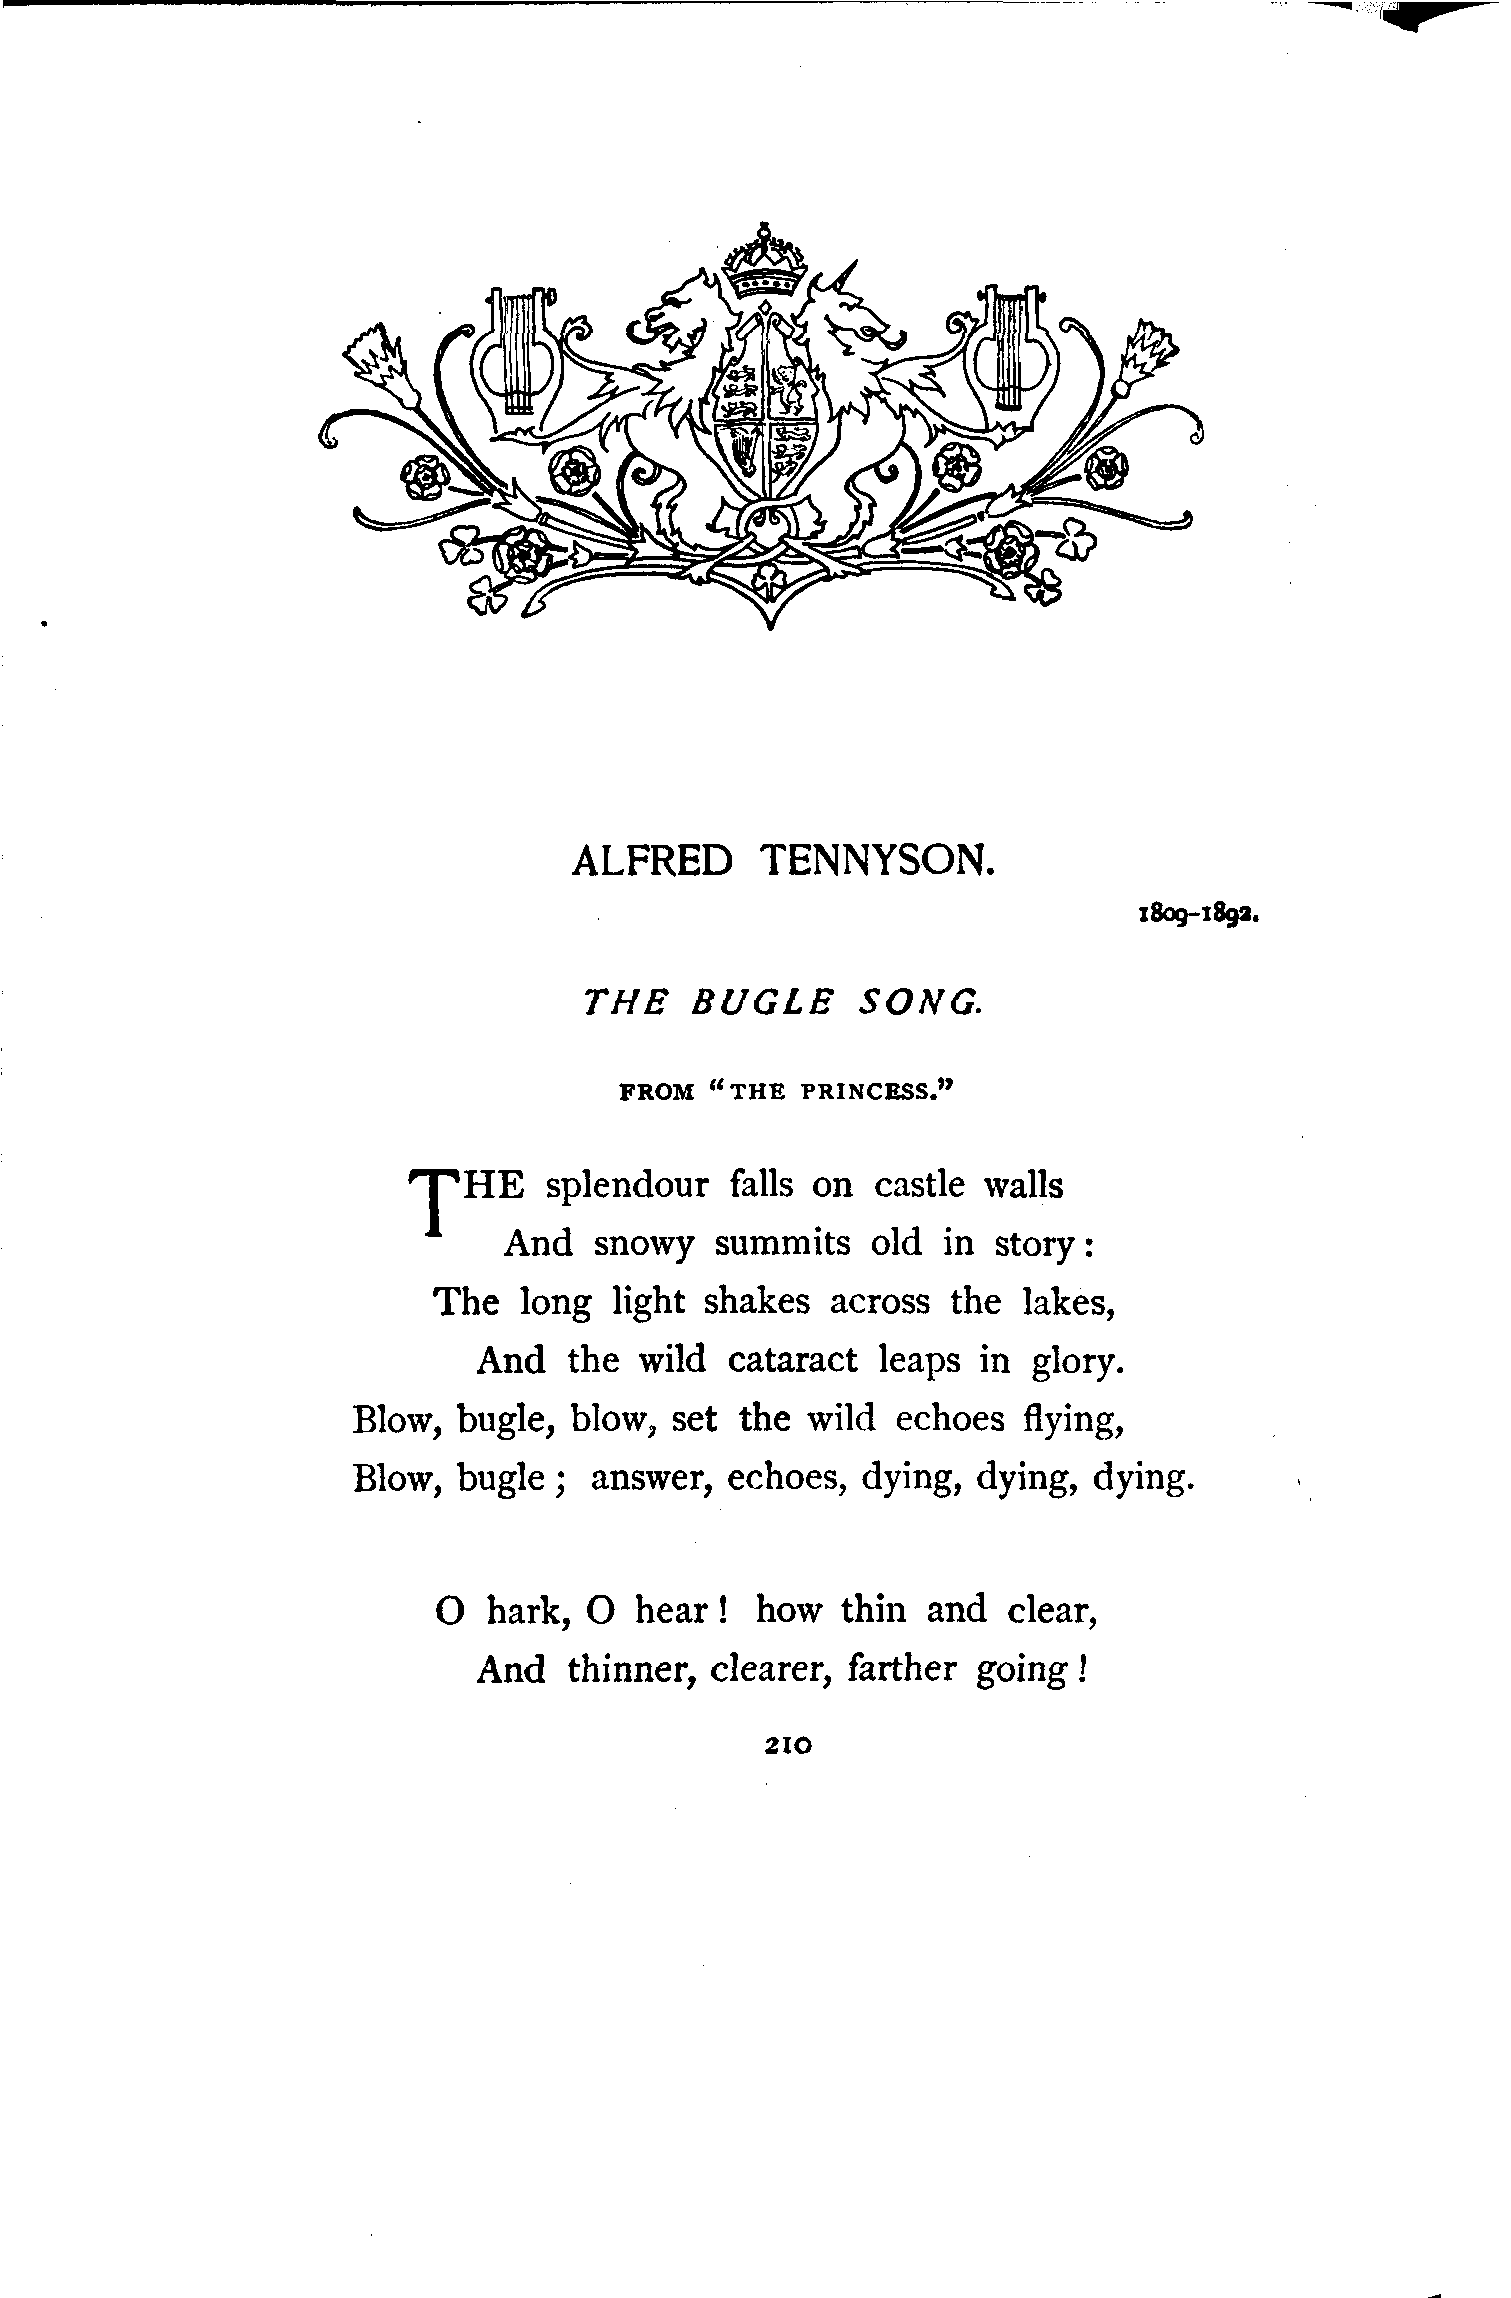 ALFRED TENNYSON.
1809–1892.
THE BUGLE SONG.
FROM “THE PRINCESS.”
THE splendour falls on castle walls
And snowy summits old in story :
The long light shakes across the lakes,
And the wild cataract leaps in glory.
Blow, bugle, blow, set the wild echoes flying,
Blow, bugle ; answer, echoes, dying, dying, dying.
O hark, O hear ! how thin and clear,
And thinner, clearer, farther going !
210